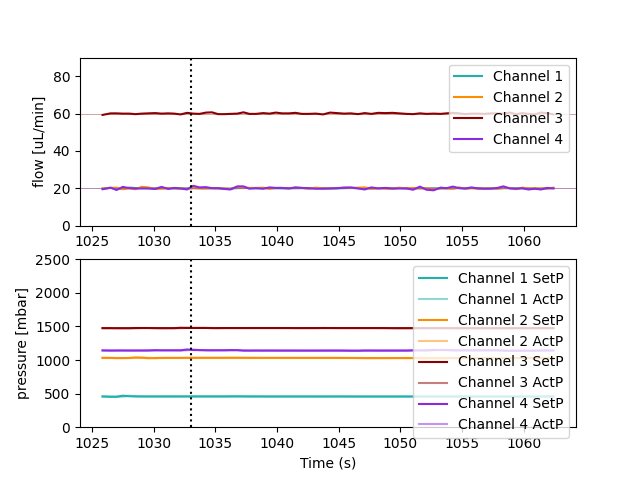 80
60
40
20
0
flow [uL/min]
Channel 1
Channel 2
Channel 3
Channel 4
1025 1030 1035 1040 1045 1050 1055 1060
2500
2000
1500
1000
500
0
pressure [mbar]
Channel 1 SetP
Channel 1 ActP
Channel 2 SetP
Channel 2 ActP
Channel 3 SetP
Channel 3 ActP
Channel 4 SetP
Channel 4 ActP
1025 1030 1035 1040 1045 1050 1055 1060
Time (s)